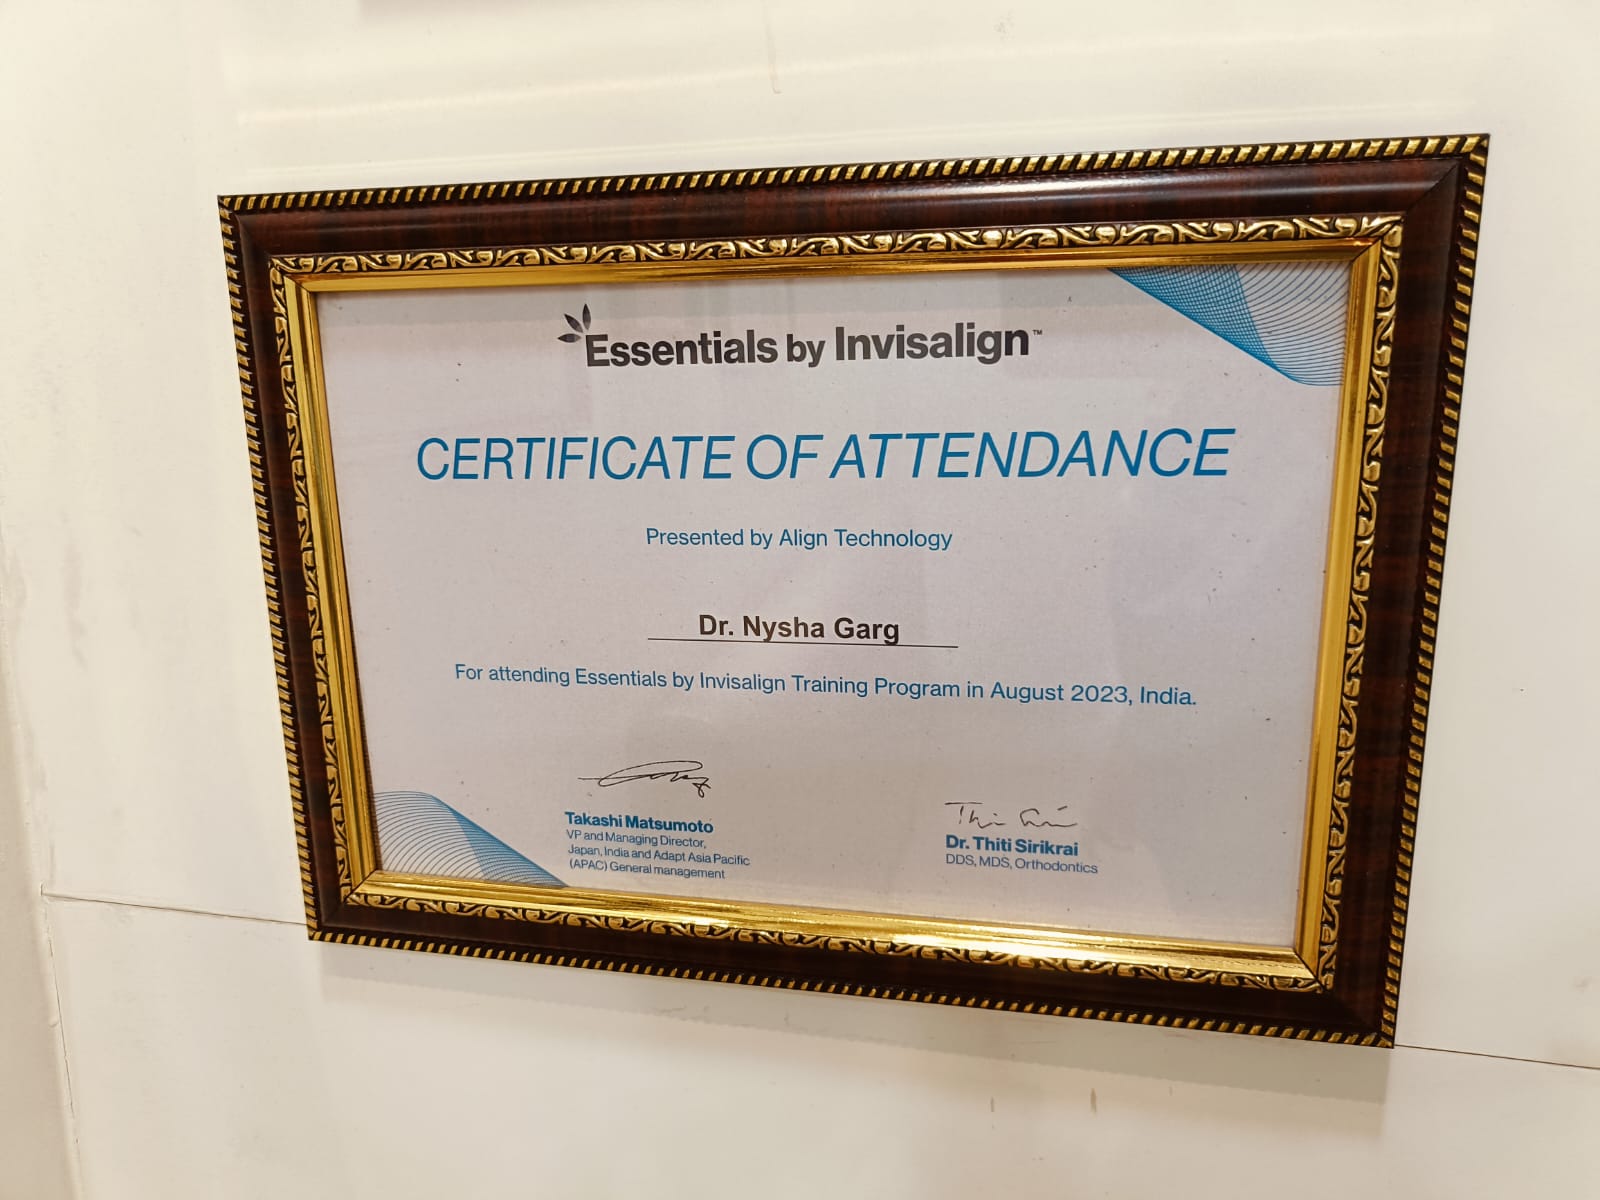 Essentials by Invisalign™
CERTIFICATE OF ATTENDANCE
Presented by Align Technology
Dr. Nysha Garg
For attending Essentials by Invisalign Training Program in August 2023, India.
Takashi Matsumoto
VP and Managing Director,
Japan, India and Adapt Asia Pacific
(APAC) General management
Dr. Thiti Sirikrai
DDS, MDS, Orthodontics